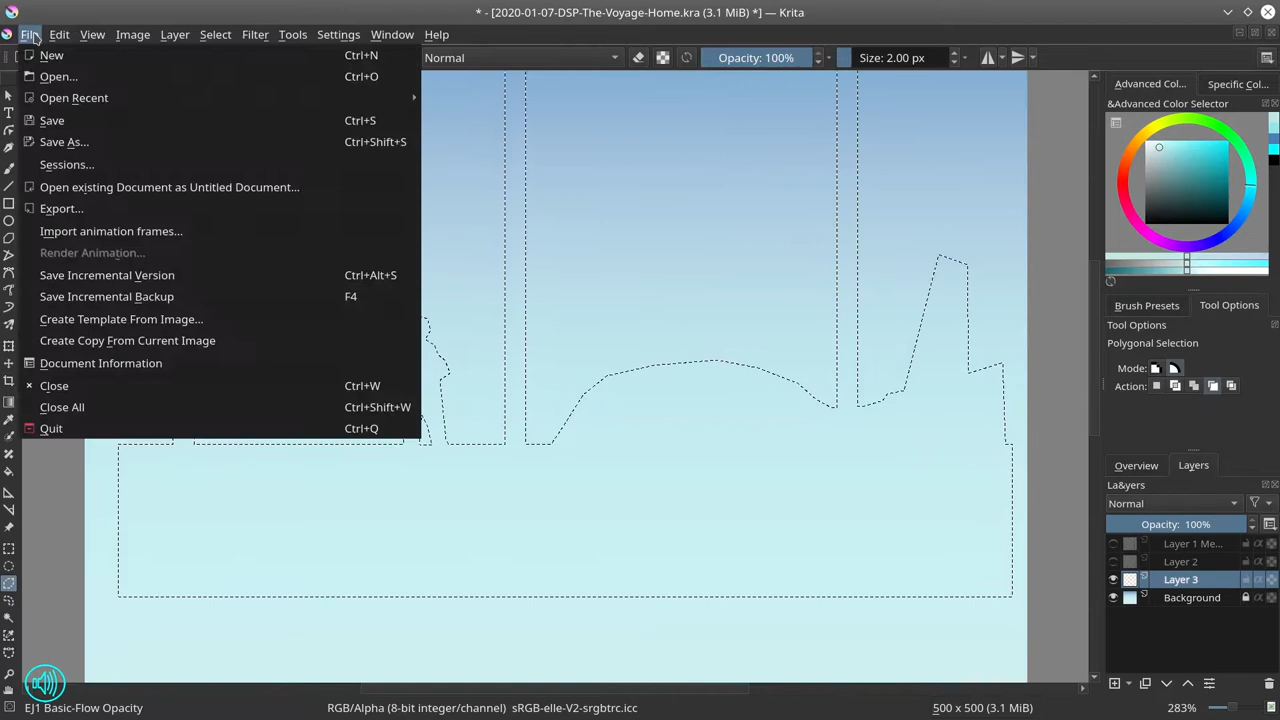 * - [2020-01-07-DSP-The-Voyage-Home.kra (3.1 MiB) *] — Krita
File Edit View Image Layer Select Filter Tools Settings Window Help
New Ctrl+N
Open... Ctrl+O
Open Recent
Save Ctrl+S
Save As... Ctrl+Shift+S
Sessions...
Open existing Document as Untitled Document...
Export...
Import animation frames...
Render Animation...
Save Incremental Version Ctrl+Alt+S
Save Incremental Backup F4
Create Template From Image...
Create Copy From Current Image
Document Information
Close Ctrl+W
Close All Ctrl+Shift+W
Quit Ctrl+Q
Normal
Opacity: 100%
Size: 2.00 px
Advanced Col... Specific Col...
&Advanced Color Selector
Brush Presets Tool Options
Tool Options
Polygonal Selection
Mode:
Action:
Overview Layers
La&yers
Normal
Opacity: 100%
Layer 1 Me...
Layer 2
Layer 3
Background
EJ1 Basic-Flow Opacity
RGB/Alpha (8-bit integer/channel) sRGB-elle-V2-srgbtrc.icc
500 x 500 (3.1 MiB)
283%